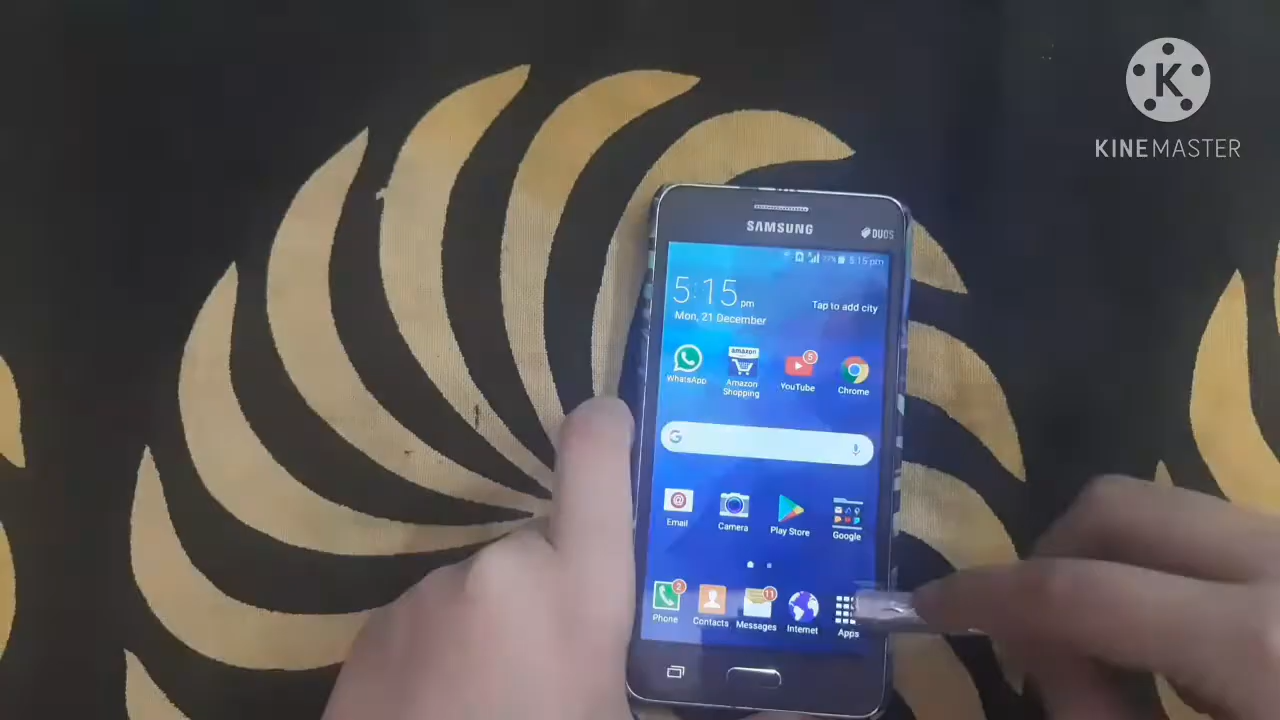 K
KINEMASTER
SAMSUNG
DUOS
5:15 pm
5:15 pm
Tap to add city
Mon, 21 December
5
amazon
WhatsApp
Amazon
Shopping
YouTube
Chrome
G
Email
Camera
Play Store
Google
2
11
Phone
Contacts
Messages
Internet
Apps